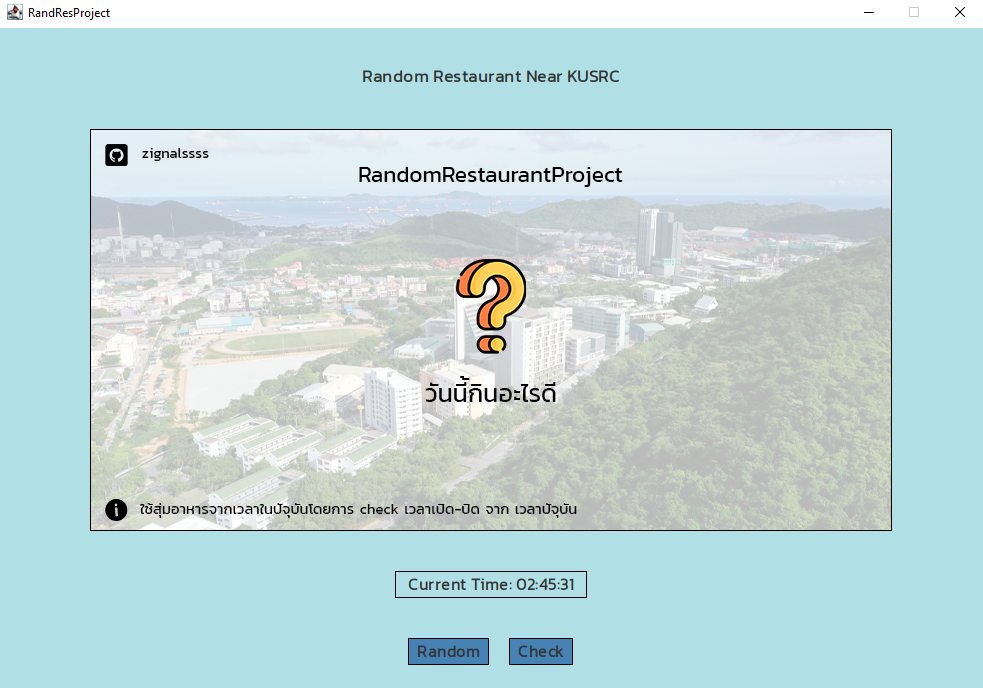 RandResProject
Random Restaurant Near KUSRC
zignalssss
RandomRestaurantProject
วันนี้กินอะไรดี
ใช้สุ่มอาหารจากเวลาในปัจุบันโดยการ check เวลาเปิด-ปิด จาก เวลาปัจุบัน
Current Time: 02:45:31
Random Check